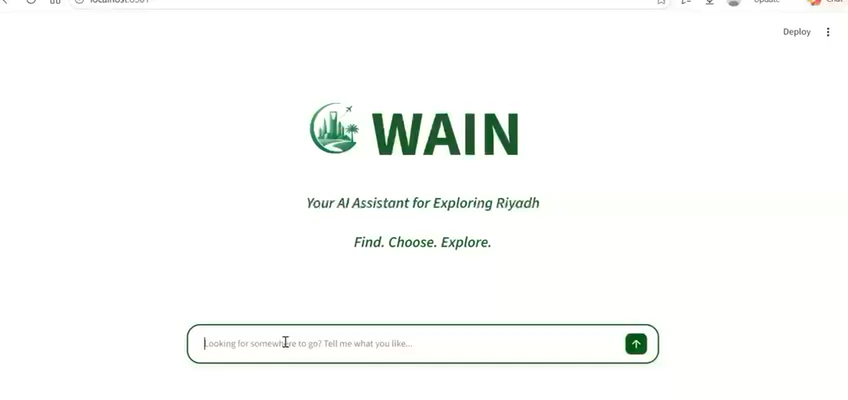 Deploy
WAIN
Your AI Assistant for Exploring Riyadh
Find. Choose. Explore.
Looking for somewhere to go? Tell me what you like...